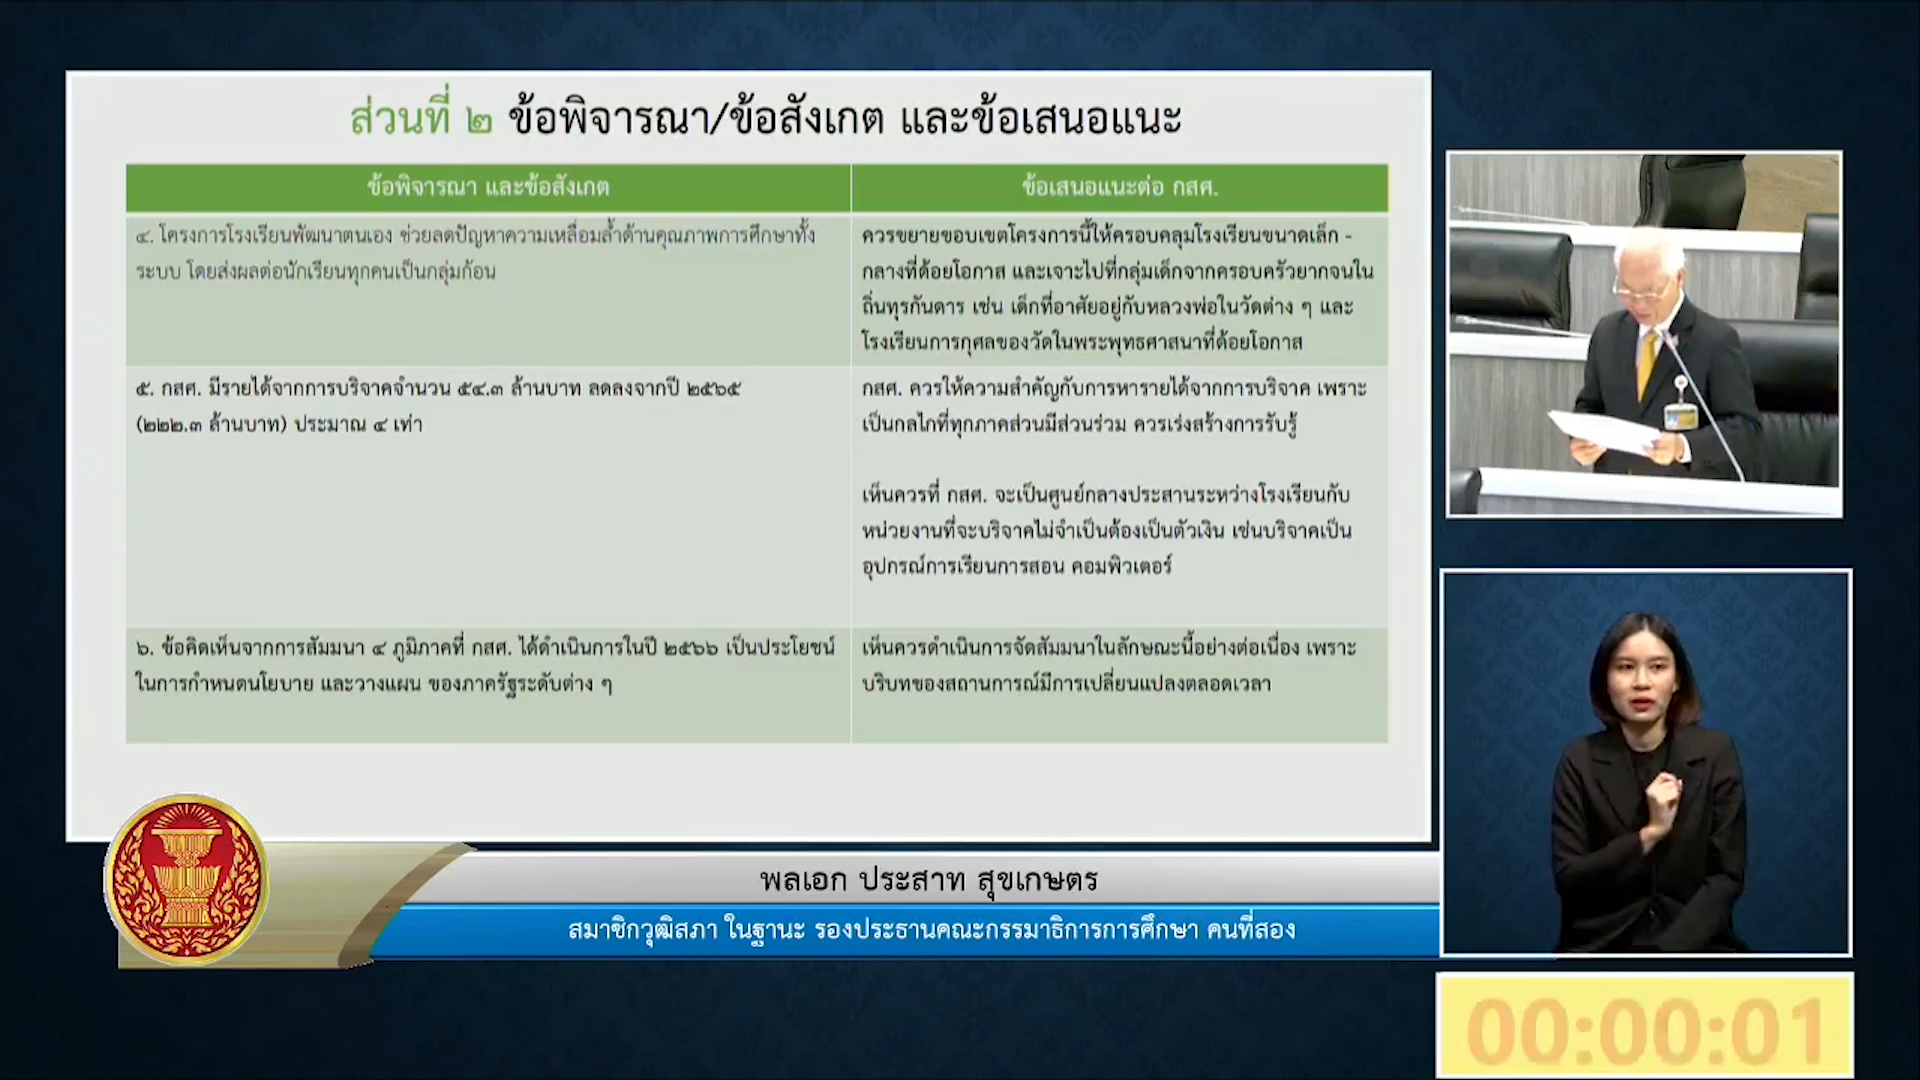 ส่วนที่ ๒ ข้อพิจารณา/ข้อสังเกต และข้อเสนอแนะ
ข้อพิจารณา และข้อสังเกต
ข้อเสนอแนะต่อ กสศ.
๔. โครงการโรงเรียนพัฒนาตนเอง ช่วยลดปัญหาความเหลื่อมล้ำด้านคุณภาพการศึกษาทั้ง
ระบบ โดยส่งผลต่อนักเรียนทุกคนเป็นกลุ่มก้อน
ควรขยายขอบเขตโครงการนี้ให้ครอบคลุมโรงเรียนขนาดเล็ก -
กลางที่ด้อยโอกาส และเจาะไปที่กลุ่มเด็กจากครอบครัวยากจนใน
ถิ่นทุรกันดาร เช่น เด็กที่อาศัยอยู่กับหลวงพ่อในวัดต่าง ๆ และ
โรงเรียนการกุศลของวัดในพระพุทธศาสนาที่ด้อยโอกาส
๕. กสศ. มีรายได้จากการบริจาคจำนวน ๕๔.๓ ล้านบาท ลดลงจากปี ๒๕๖๕
(๒๒๒.๓ ล้านบาท) ประมาณ ๔ เท่า
กสศ. ควรให้ความสำคัญกับการหารายได้จากการบริจาค เพราะ
เป็นกลไกที่ทุกภาคส่วนมีส่วนร่วม ควรเร่งสร้างการรับรู้
เห็นควรที่ กสศ. จะเป็นศูนย์กลางประสานระหว่างโรงเรียนกับ
หน่วยงานที่จะบริจาคไม่จำเป็นต้องเป็นตัวเงิน เช่นบริจาคเป็น
อุปกรณ์การเรียนการสอน คอมพิวเตอร์
๖. ข้อคิดเห็นจากการสัมมนา ๔ ภูมิภาคที่ กสศ. ได้ดำเนินการในปี ๒๕๖๖ เป็นประโยชน์
ในการกำหนดนโยบาย และวางแผน ของภาครัฐระดับต่าง ๆ
เห็นควรดำเนินการจัดสัมมนาในลักษณะนี้อย่างต่อเนื่อง เพราะ
บริบทของสถานการณ์มีการเปลี่ยนแปลงตลอดเวลา
พลเอก ประสาท สุขเกษตร
สมาชิกวุฒิสภา ในฐานะ รองประธานคณะกรรมาธิการการศึกษา คนที่สอง
00:00:01